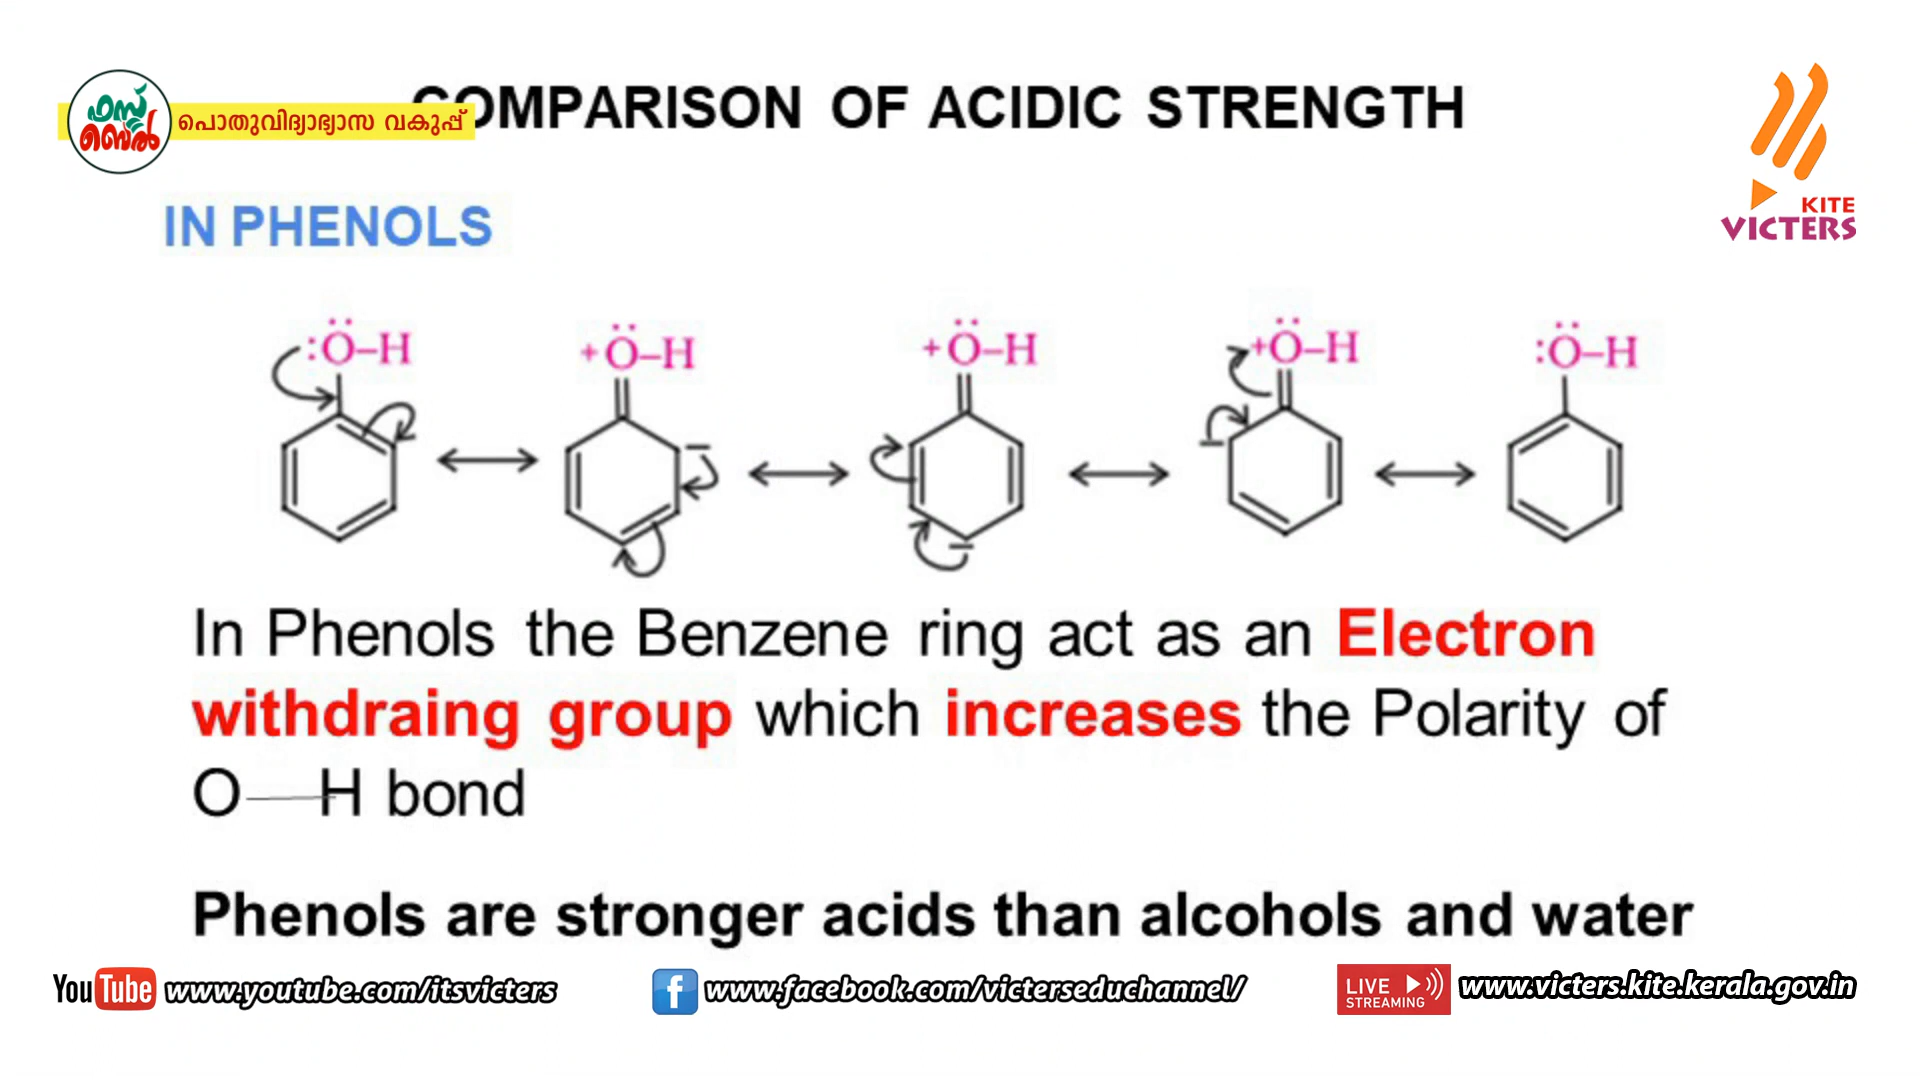 COMPARISON OF ACIDIC STRENGTH
ഫസ്റ്റ്
ബെൽ
പൊതുവിദ്യാഭ്യാസ വകുപ്പ്
KITE
VICTERS
IN PHENOLS
:Ö–H
+Ö–H
+Ö–H
+Ö–H
:Ö–H
In Phenols the Benzene ring act as an Electron
withdraing group which increases the Polarity of
O—H bond
Phenols are stronger acids than alcohols and water
YouTube www.youtube.com/itsvicters
f www.facebook.com/victerseduchannel/
LIVE
STREAMING
www.victers.kite.kerala.gov.in